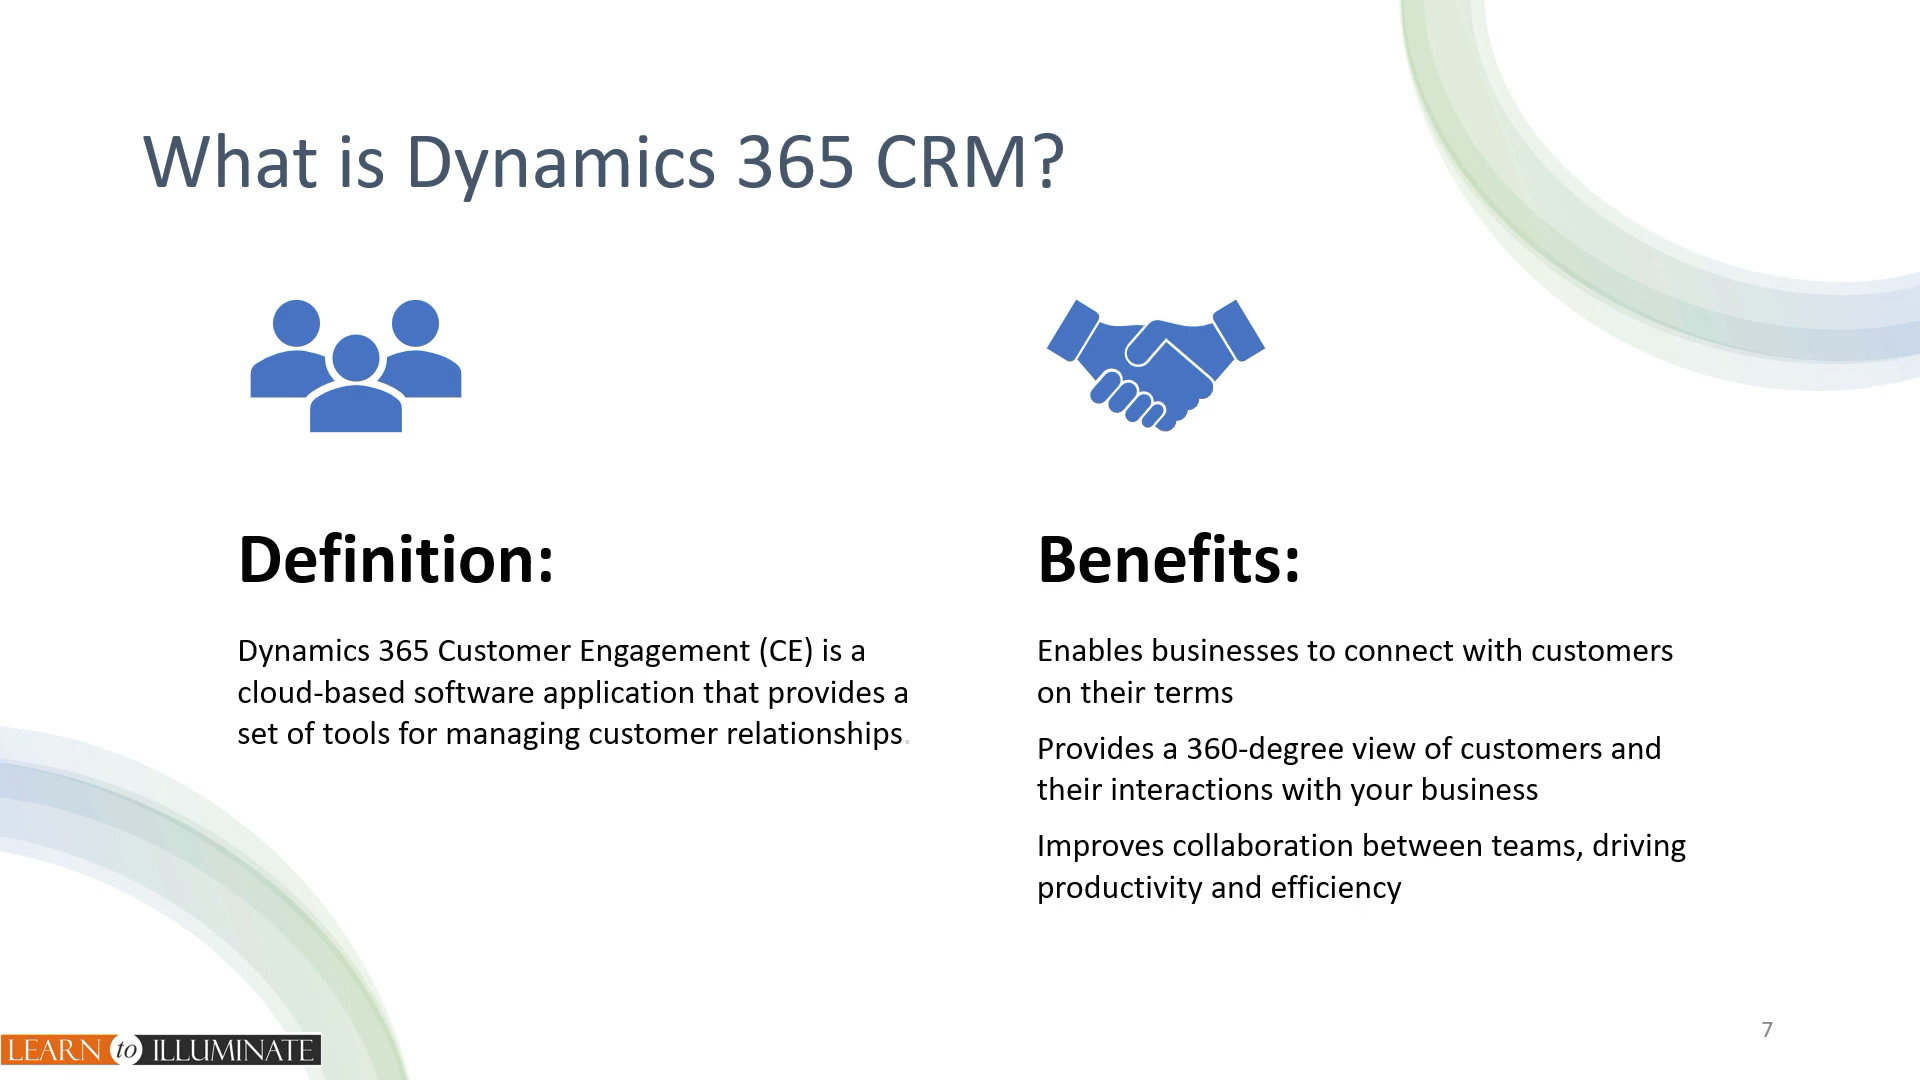 What is Dynamics 365 CRM?
Definition:
Dynamics 365 Customer Engagement (CE) is a
cloud-based software application that provides a
set of tools for managing customer relationships.
Benefits:
Enables businesses to connect with customers
on their terms
Provides a 360-degree view of customers and
their interactions with your business
Improves collaboration between teams, driving
productivity and efficiency
LEARN to ILLUMINATE
7